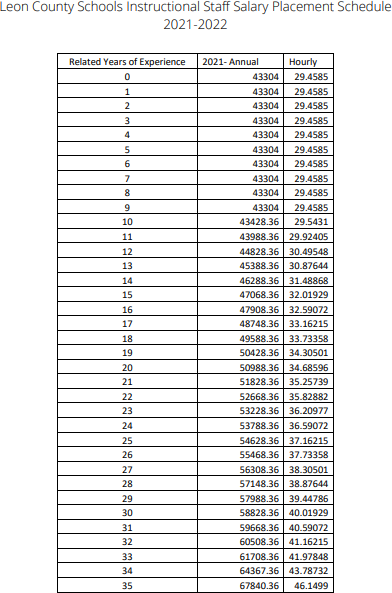 Leon County Schools Instructional Staff Salary Placement Schedule
2021-2022
Related Years of Experience 2021- Annual Hourly
0 43304 29.4585
1 43304 29.4585
2 43304 29.4585
3 43304 29.4585
4 43304 29.4585
5 43304 29.4585
6 43304 29.4585
7 43304 29.4585
8 43304 29.4585
9 43304 29.4585
10 43428.36 29.5431
11 43988.36 29.92405
12 44828.36 30.49548
13 45388.36 30.87644
14 46288.36 31.48868
15 47068.36 32.01929
16 47908.36 32.59072
17 48748.36 33.16215
18 49588.36 33.73358
19 50428.36 34.30501
20 50988.36 34.68596
21 51828.36 35.25739
22 52668.36 35.82882
23 53228.36 36.20977
24 53788.36 36.59072
25 54628.36 37.16215
26 55468.36 37.73358
27 56308.36 38.30501
28 57148.36 38.87644
29 57988.36 39.44786
30 58828.36 40.01929
31 59668.36 40.59072
32 60508.36 41.16215
33 61708.36 41.97848
34 64367.36 43.78732
35 67840.36 46.1499